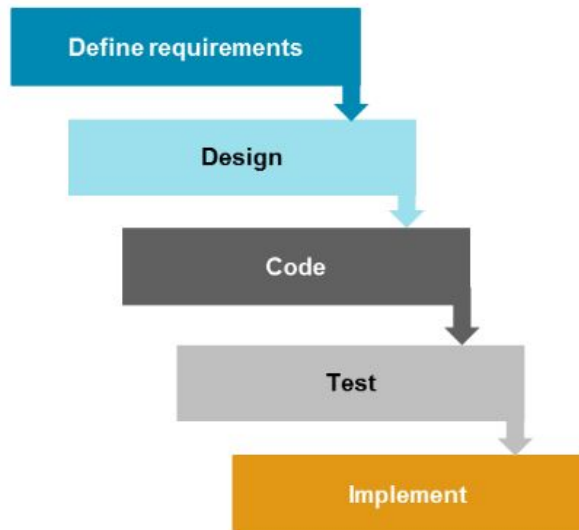 Define requirements
Design
Code
Test
Implement